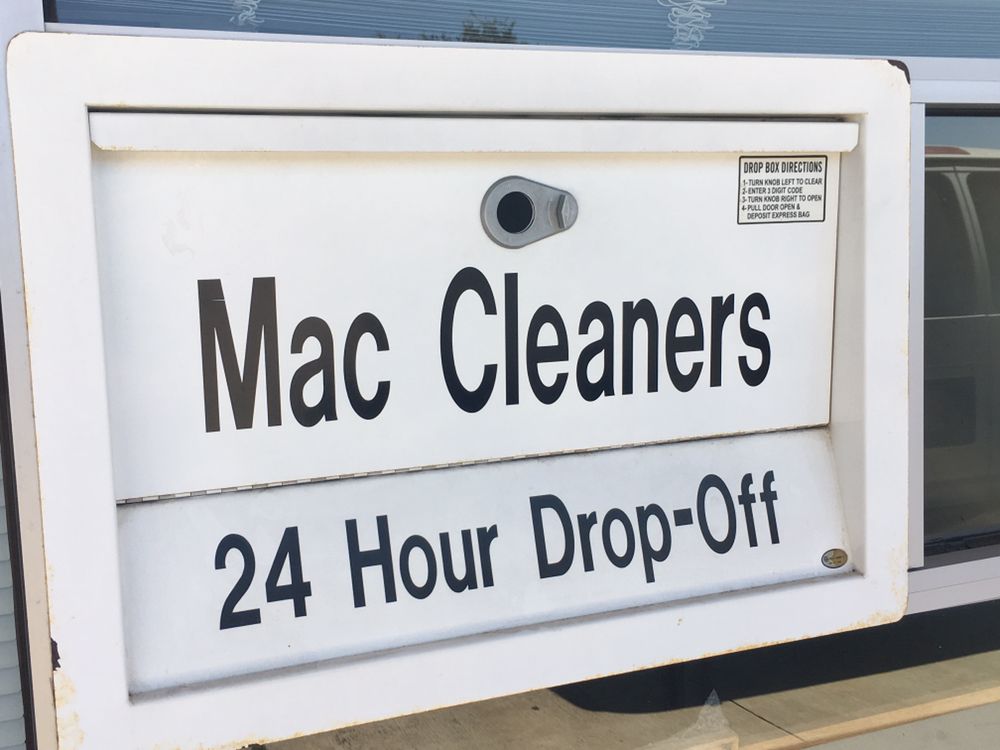 DROP BOX DIRECTIONS
1- TURN KNOB LEFT TO CLEAR
2- ENTER 3 DIGIT CODE
3- TURN KNOB RIGHT TO OPEN
4- PULL DOOR OPEN &
DEPOSIT EXPRESS BAG
Mac Cleaners
24 Hour Drop-Off